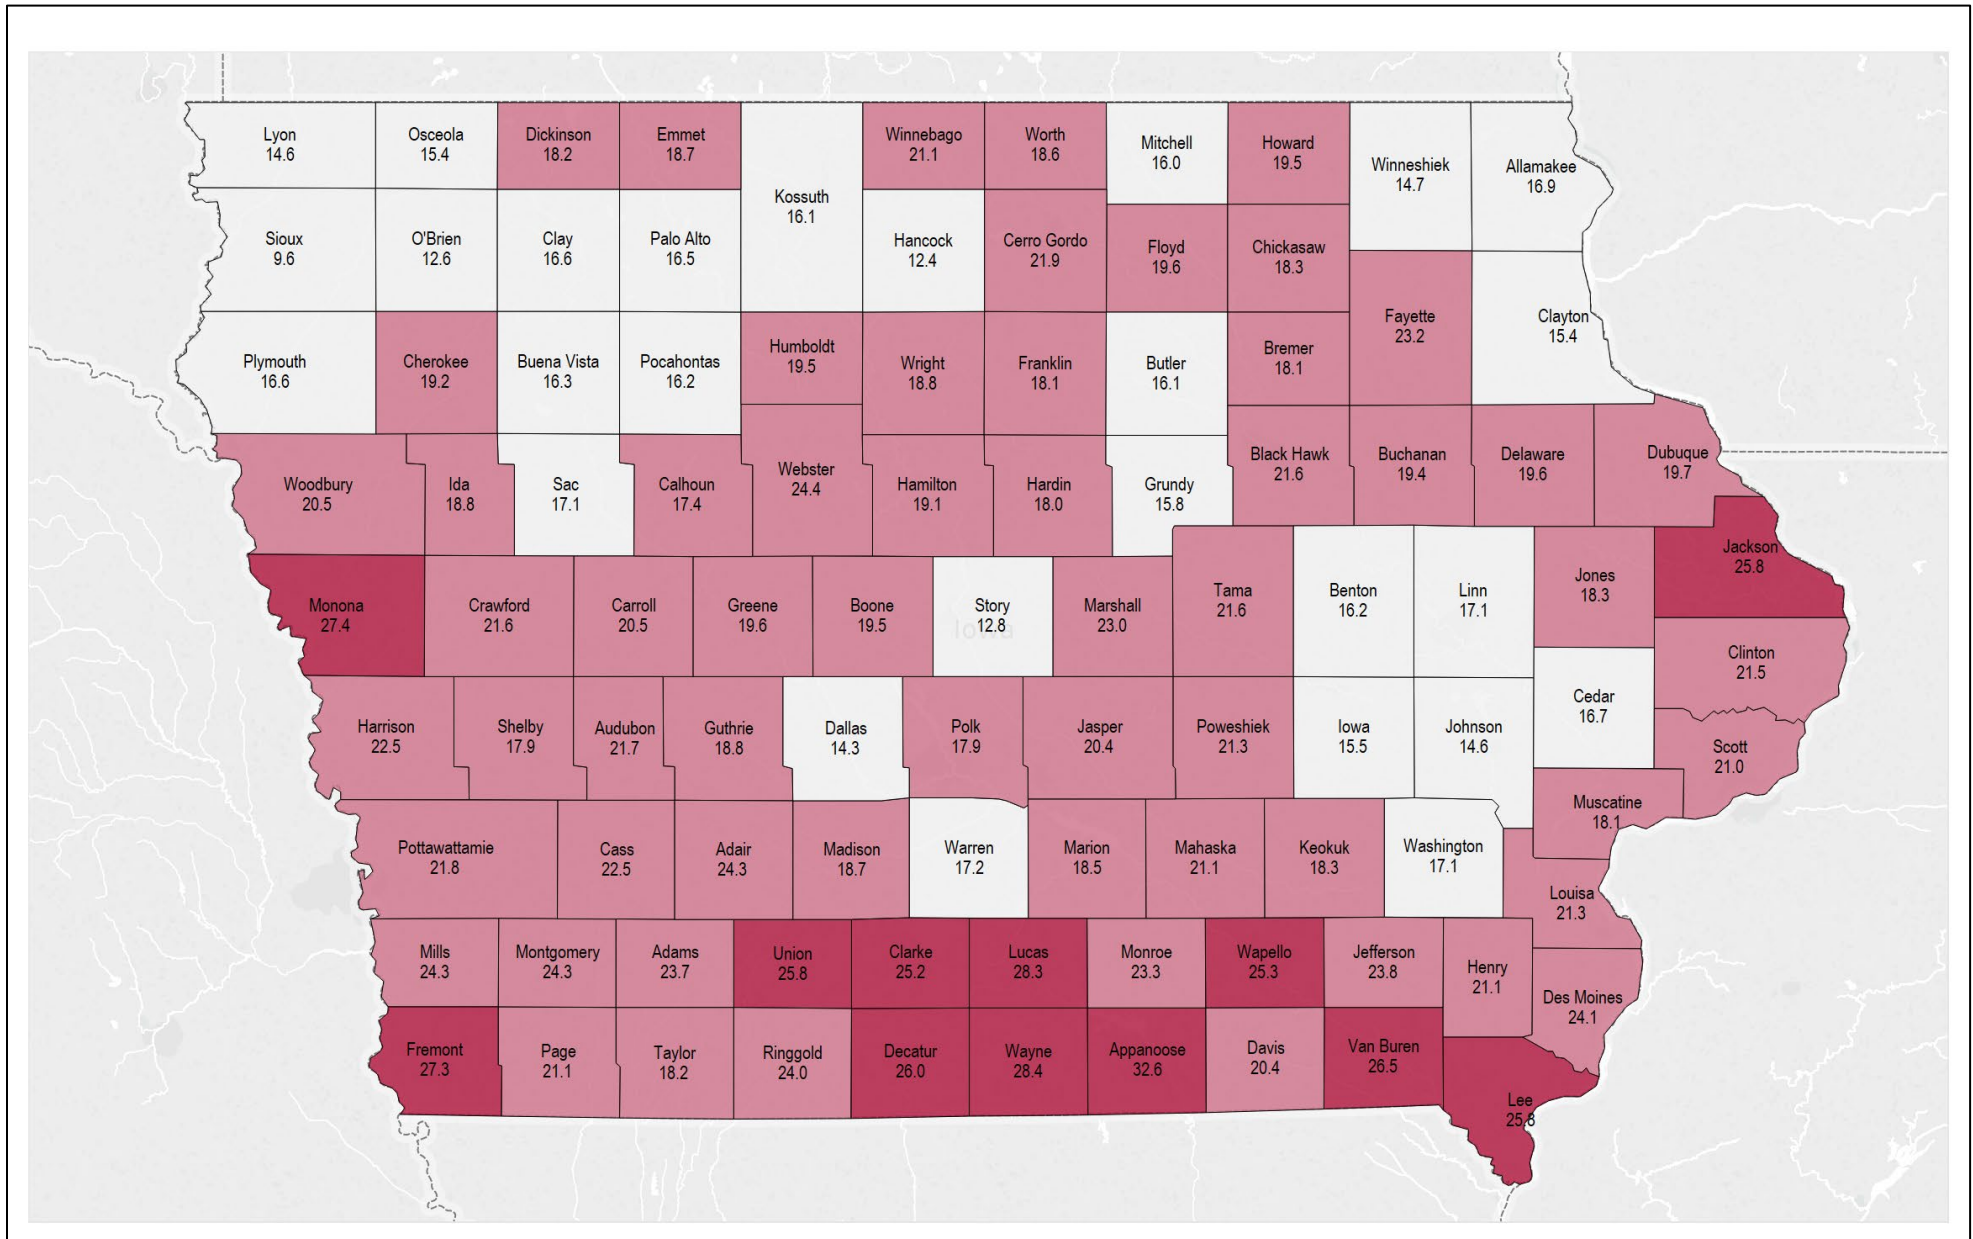 Lyon
14.6
Osceola
15.4
Dickinson
18.2
Emmet
18.7
Kossuth
16.1
Winnebago
21.1
Worth
18.6
Mitchell
16.0
Howard
19.5
Winneshiek
14.7
Allamakee
16.9
Sioux
9.6
O'Brien
12.6
Clay
16.6
Palo Alto
16.5
Hancock
12.4
Cerro Gordo
21.9
Floyd
19.6
Chickasaw
18.3
Fayette
23.2
Clayton
15.4
Plymouth
16.6
Cherokee
19.2
Buena Vista
16.3
Pocahontas
16.2
Humboldt
19.5
Wright
18.8
Franklin
18.1
Butler
16.1
Bremer
18.1
Woodbury
20.5
Ida
18.8
Sac
17.1
Calhoun
17.4
Webster
24.4
Hamilton
19.1
Hardin
18.0
Grundy
15.8
Black Hawk
21.6
Buchanan
19.4
Delaware
19.6
Dubuque
19.7
Monona
27.4
Crawford
21.6
Carroll
20.5
Greene
19.6
Boone
19.5
Story
12.8
Iowa
Marshall
23.0
Tama
21.6
Benton
16.2
Linn
17.1
Jones
18.3
Jackson
25.8
Clinton
21.5
Harrison
22.5
Shelby
17.9
Audubon
21.7
Guthrie
18.8
Dallas
14.3
Polk
17.9
Jasper
20.4
Poweshiek
21.3
Iowa
15.5
Johnson
14.6
Cedar
16.7
Scott
21.0
Muscatine
18.1
Pottawattamie
21.8
Cass
22.5
Adair
24.3
Madison
18.7
Warren
17.2
Marion
18.5
Mahaska
21.1
Keokuk
18.3
Washington
17.1
Louisa
21.3
Mills
24.3
Montgomery
24.3
Adams
23.7
Union
25.8
Clarke
25.2
Lucas
28.3
Monroe
23.3
Wapello
25.3
Jefferson
23.8
Henry
21.1
Des Moines
24.1
Fremont
27.3
Page
21.1
Taylor
18.2
Ringgold
24.0
Decatur
26.0
Wayne
28.4
Appanoose
32.6
Davis
20.4
Van Buren
26.5
Lee
25.8